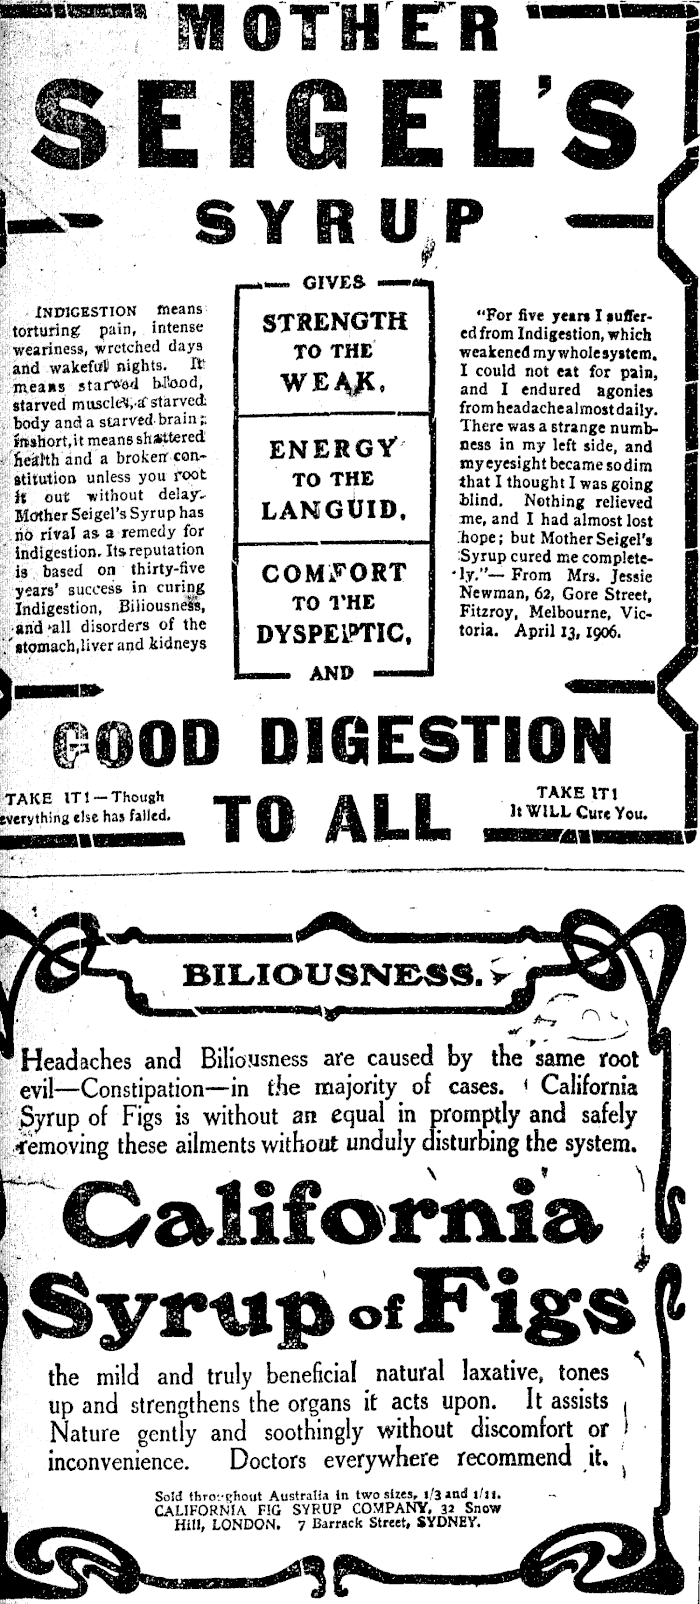 MOTHER
SEIGEL'S
SYRUP
INDIGESTION means
torturing pain, intense
weariness, wretched days
and wakeful nights. It
means starved blood,
starved muscles, a starved
body and a starved brain;
inshort, it means shattered
health and a broken con-
stitution unless you root
it out without delay.
Mother Seigel's Syrup has
no rival as a remedy for
indigestion. Its reputation
is based on thirty-five
years' success in curing
Indigestion, Biliousness,
and all disorders of the
stomach, liver and kidneys
GIVES
STRENGTH
TO THE
WEAK,
ENERGY
TO THE
LANGUID,
COMFORT
TO THE
DYSPEPTIC,
AND
"For five years I suffer-
ed from Indigestion, which
weakened my whole system.
I could not eat for pain,
and I endured agonies
from headache almost daily.
There was a strange numb-
ness in my left side, and
my eyesight became so dim
that I thought I was going
blind. Nothing relieved
me, and I had almost lost
hope; but Mother Seigel's
Syrup cured me complete-
ly."— From Mrs. Jessie
Newman, 62, Gore Street,
Fitzroy, Melbourne, Vic-
toria. April 13, 1906.
GOOD DIGESTION
TO ALL
TAKE IT!—Though
everything else has failed.
TAKE IT!
It WILL Cure You.
BILIOUSNESS.
Headaches and Biliousness are caused by the same root
evil—Constipation—in the majority of cases. California
Syrup of Figs is without an equal in promptly and safely
removing these ailments without unduly disturbing the system.
California
Syrup of Figs
the mild and truly beneficial natural laxative, tones
up and strengthens the organs it acts upon. It assists
Nature gently and soothingly without discomfort or
inconvenience. Doctors everywhere recommend it.
Sold throughout Australia in two sizes, 1/3 and 1/11.
CALIFORNIA FIG SYRUP COMPANY, 32 Snow
Hill, LONDON. 7 Barrack Street, SYDNEY.